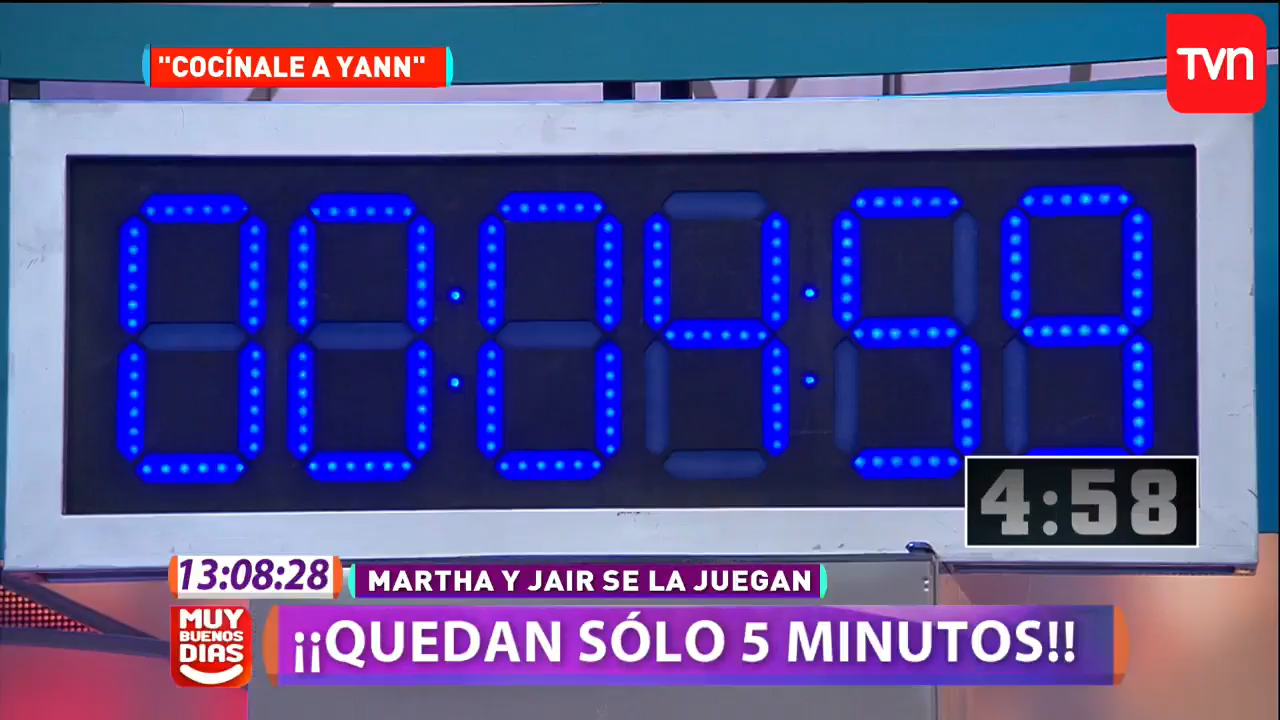 "COCÍNALE A YANN"
TVN
00:04:59
4:58
13:08:28
MARTHA Y JAIR SE LA JUEGAN
MUY
BUENOS
DIAS
¡¡QUEDAN SÓLO 5 MINUTOS!!